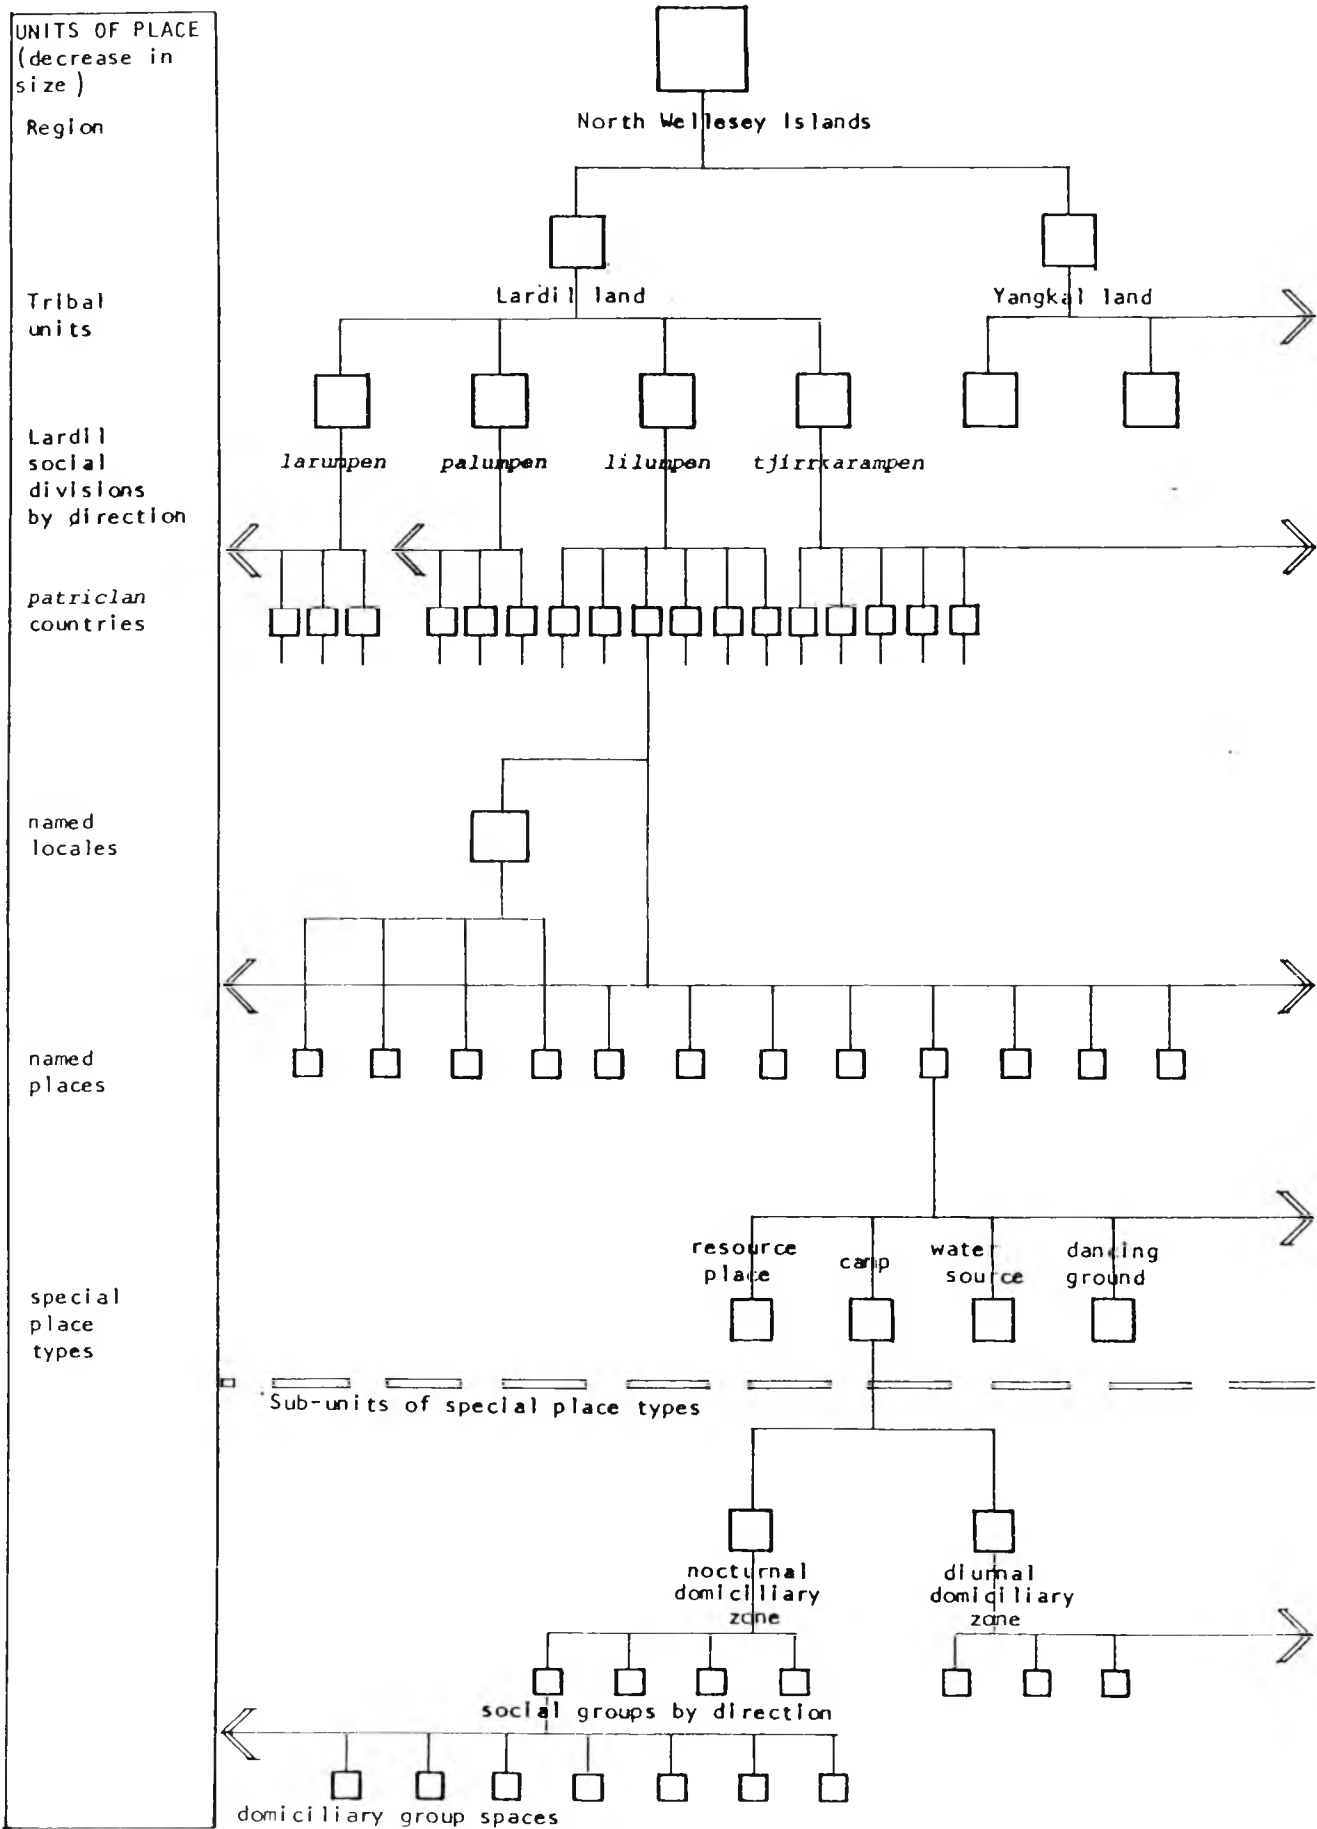 UNITS OF PLACE
(decrease in
size)
Region
North Wellesey Islands
Tribal
units
Lardil land
Yangkal land
Lardil
social
divisions
by direction
larumpen
palumpen
lilumpen
tjirrkarampen
patriclan
countries
named
locales
named
places
special
place
types
resource
place
camp
water
source
dancing
ground
Sub-units of special place types
nocturnal
domiciliary
zone
diurnal
domiciliary
zone
social groups by direction
domiciliary group spaces